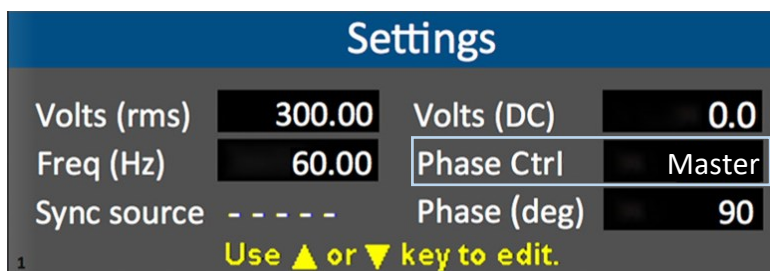 Settings
Volts (rms) 300.00 Volts (DC) 0.0
Freq (Hz) 60.00 Phase Ctrl Master
Sync source - - - - - Phase (deg) 90
1 Use ▲ or ▼ key to edit.